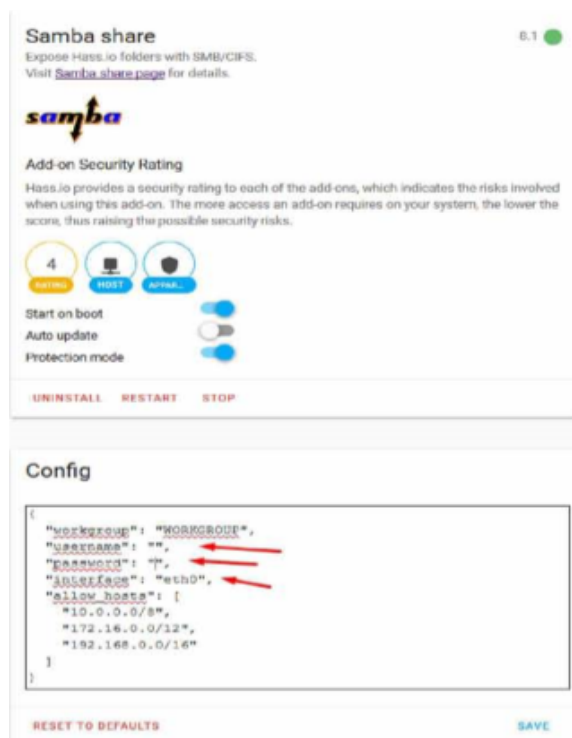 Samba share
8.1
Expose Hass.io folders with SMB/CIFS.
Visit Samba share page for details.
samba
Add-on Security Rating
Hass.io provides a security rating to each of the add-ons, which indicates the risks involved
when using this add-on. The more access an add-on requires on your system, the lower the
score, thus raising the possible security risks.
4
RATING
HOST
APPAR...
Start on boot
Auto update
Protection mode
UNINSTALL RESTART STOP
Config
{
"workgroup": "WORKGROUP",
"username": "",
"password": "",
"interface": "eth0",
"allow_hosts": [
"10.0.0.0/8",
"172.16.0.0/12",
"192.168.0.0/16"
]
}
RESET TO DEFAULTS
SAVE